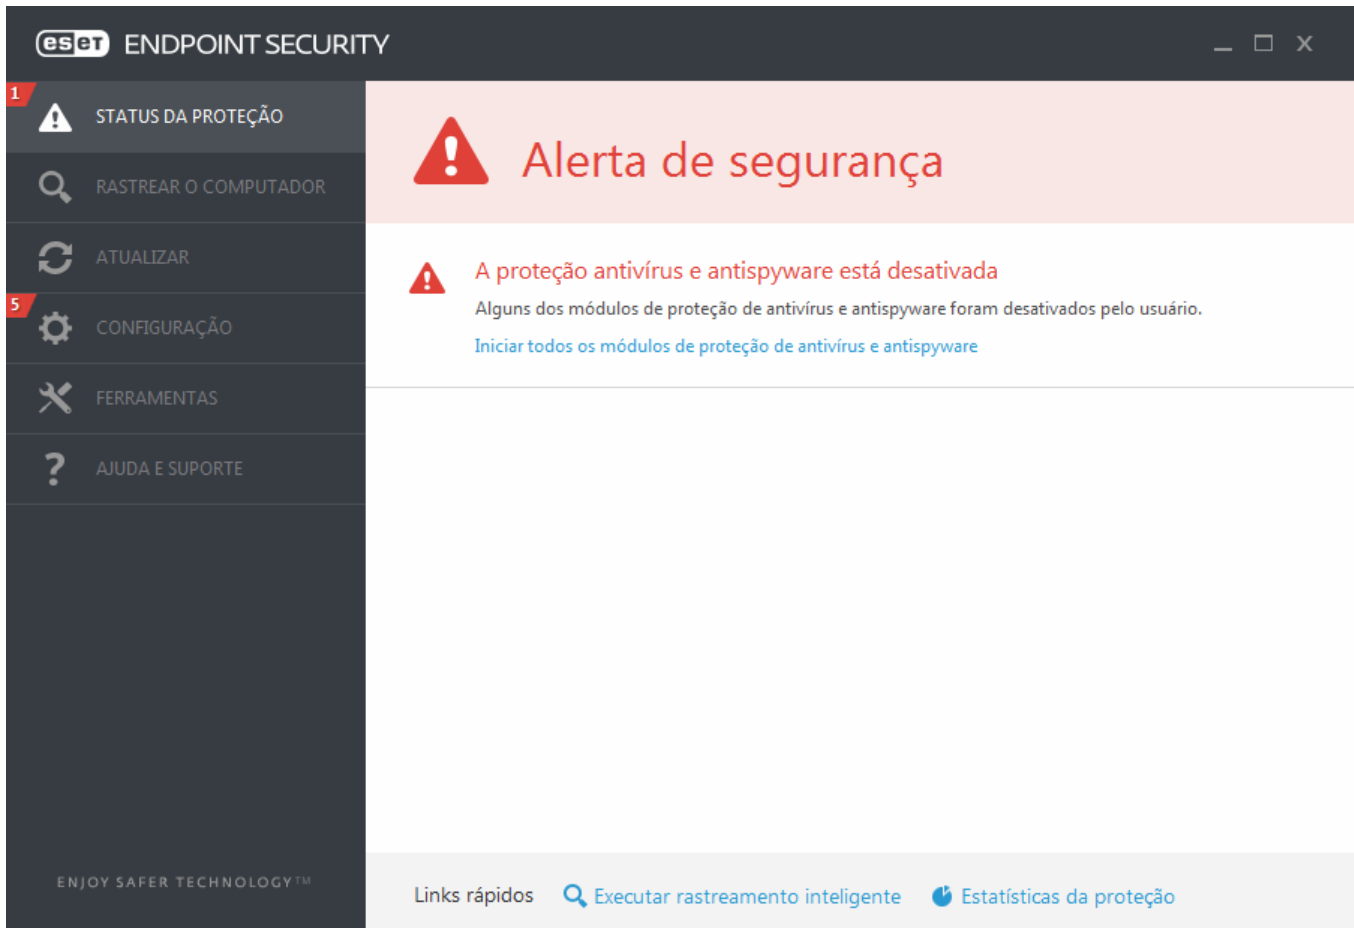 eset ENDPOINT SECURITY
1
STATUS DA PROTEÇÃO
RASTREAR O COMPUTADOR
ATUALIZAR
5
CONFIGURAÇÃO
FERRAMENTAS
AJUDA E SUPORTE
ENJOY SAFER TECHNOLOGY™
Alerta de segurança
A proteção antivírus e antispyware está desativada
Alguns dos módulos de proteção de antivírus e antispyware foram desativados pelo usuário.
Iniciar todos os módulos de proteção de antivírus e antispyware
Links rápidos Executar rastreamento inteligente Estatísticas da proteção